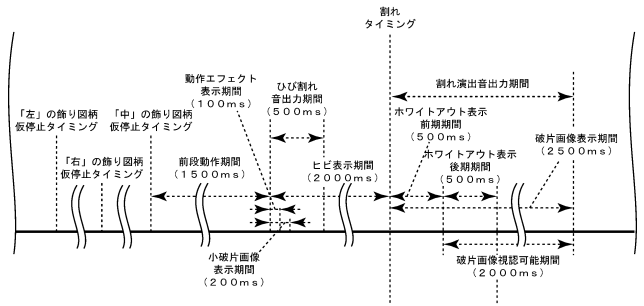 割れ
タイミング
動作エフェクト
表示期間
(100ms)
ひび割れ
音出力期間
(500ms)
割れ演出音出力期間
「左」の飾り図柄
仮停止タイミング
「中」の飾り図柄
仮停止タイミング
ホワイトアウト表示
前期期間
(500ms)
破片画像表示期間
(2500ms)
「右」の飾り図柄
仮停止タイミング
前段動作期間
(1500ms)
ヒビ表示期間
(2000ms)
ホワイトアウト表示
後期期間
(500ms)
小破片画像
表示期間
(200ms)
破片画像視認可能期間
(2000ms)